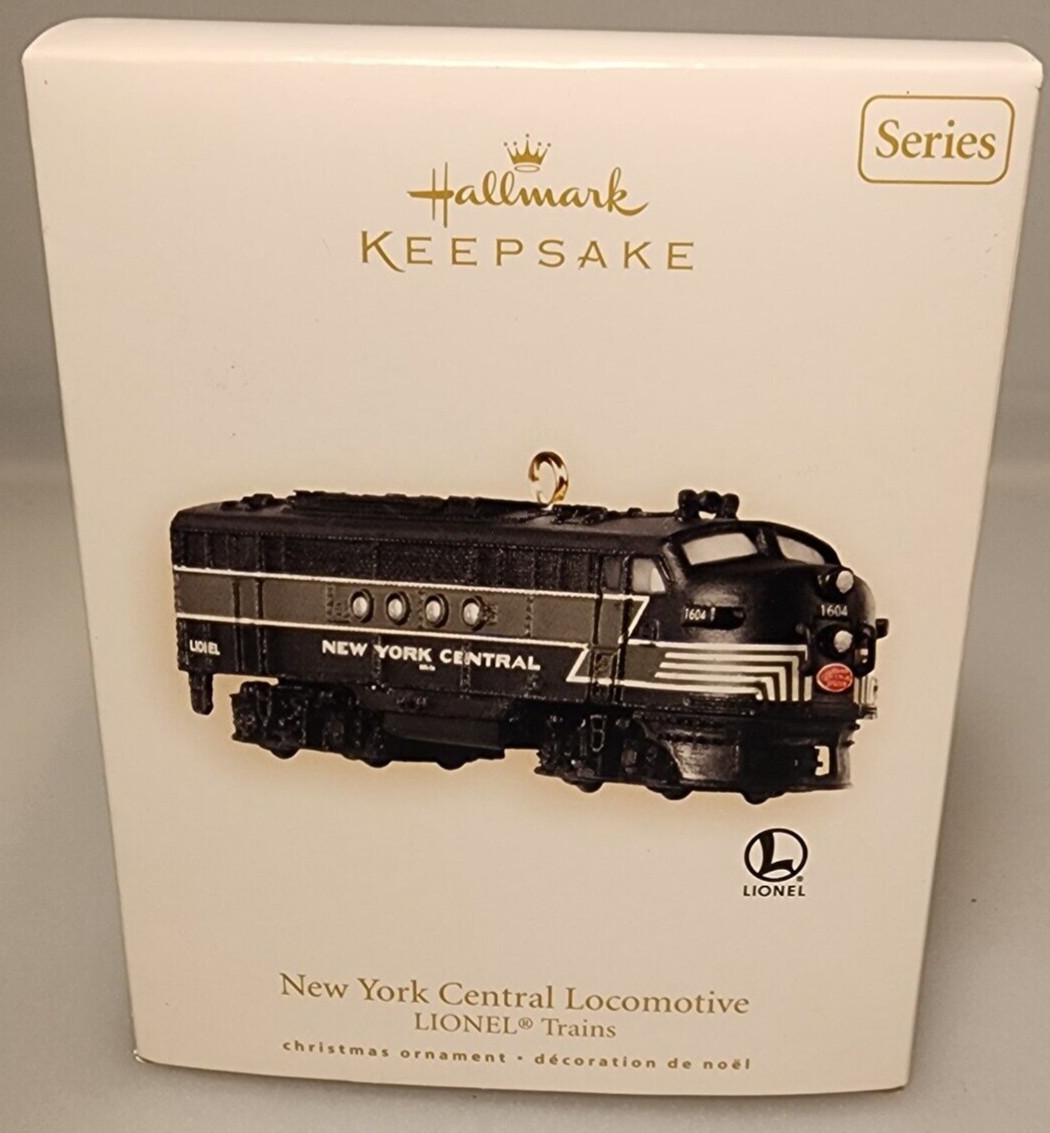 Series
Hallmark
KEEPSAKE
1604
1604
LIONEL
NEW YORK CENTRAL
L
LIONEL
New York Central Locomotive
LIONEL® Trains
christmas ornament • décoration de noël